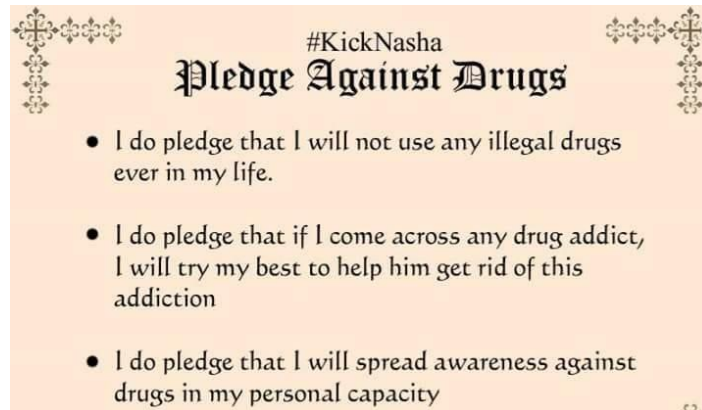 #KickNasha
Pledge Against Drugs
• I do pledge that I will not use any illegal drugs
ever in my life.
• I do pledge that if I come across any drug addict,
I will try my best to help him get rid of this
addiction
• I do pledge that I will spread awareness against
drugs in my personal capacity